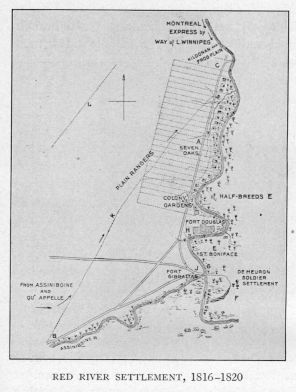 MONTREAL
EXPRESS by
WAY of L.WINNIPEG
KILDONAN AND
FROG PLAIN
C
L
PLAIN RANGERS
A
SEVEN
OAKS
COLONY
GARDENS
HALF-BREEDS E
FORT DOUGLAS
H
E
ST. BONIFACE
K
FORT
GIBRALTAR
G
DE MEURON
SOLDIER
SETTLEMENT
F
FROM ASSINIBOINE
AND
QU' APPELLE
B
ASSINIBOINE R
RED RIVER SETTLEMENT, 1816–1820